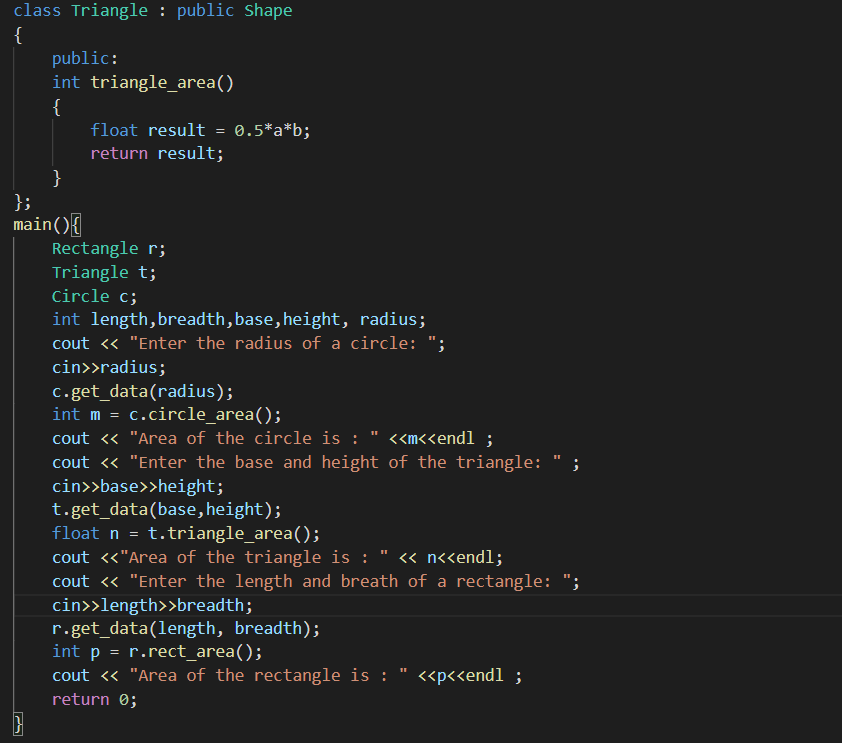 class Triangle : public Shape
{
    public:
    int triangle_area()
    {
        float result = 0.5*a*b;
        return result;
    }
};
main(){
    Rectangle r;
    Triangle t;
    Circle c;
    int length,breadth,base,height, radius;
    cout << "Enter the radius of a circle: ";
    cin>>radius;
    c.get_data(radius);
    int m = c.circle_area();
    cout << "Area of the circle is : " <<m<<endl ;
    cout << "Enter the base and height of the triangle: " ;
    cin>>base>>height;
    t.get_data(base,height);
    float n = t.triangle_area();
    cout <<"Area of the triangle is : " << n<<endl;
    cout << "Enter the length and breath of a rectangle: ";
    cin>>length>>breadth;
    r.get_data(length, breadth);
    int p = r.rect_area();
    cout << "Area of the rectangle is : " <<p<<endl ;
    return 0;
}